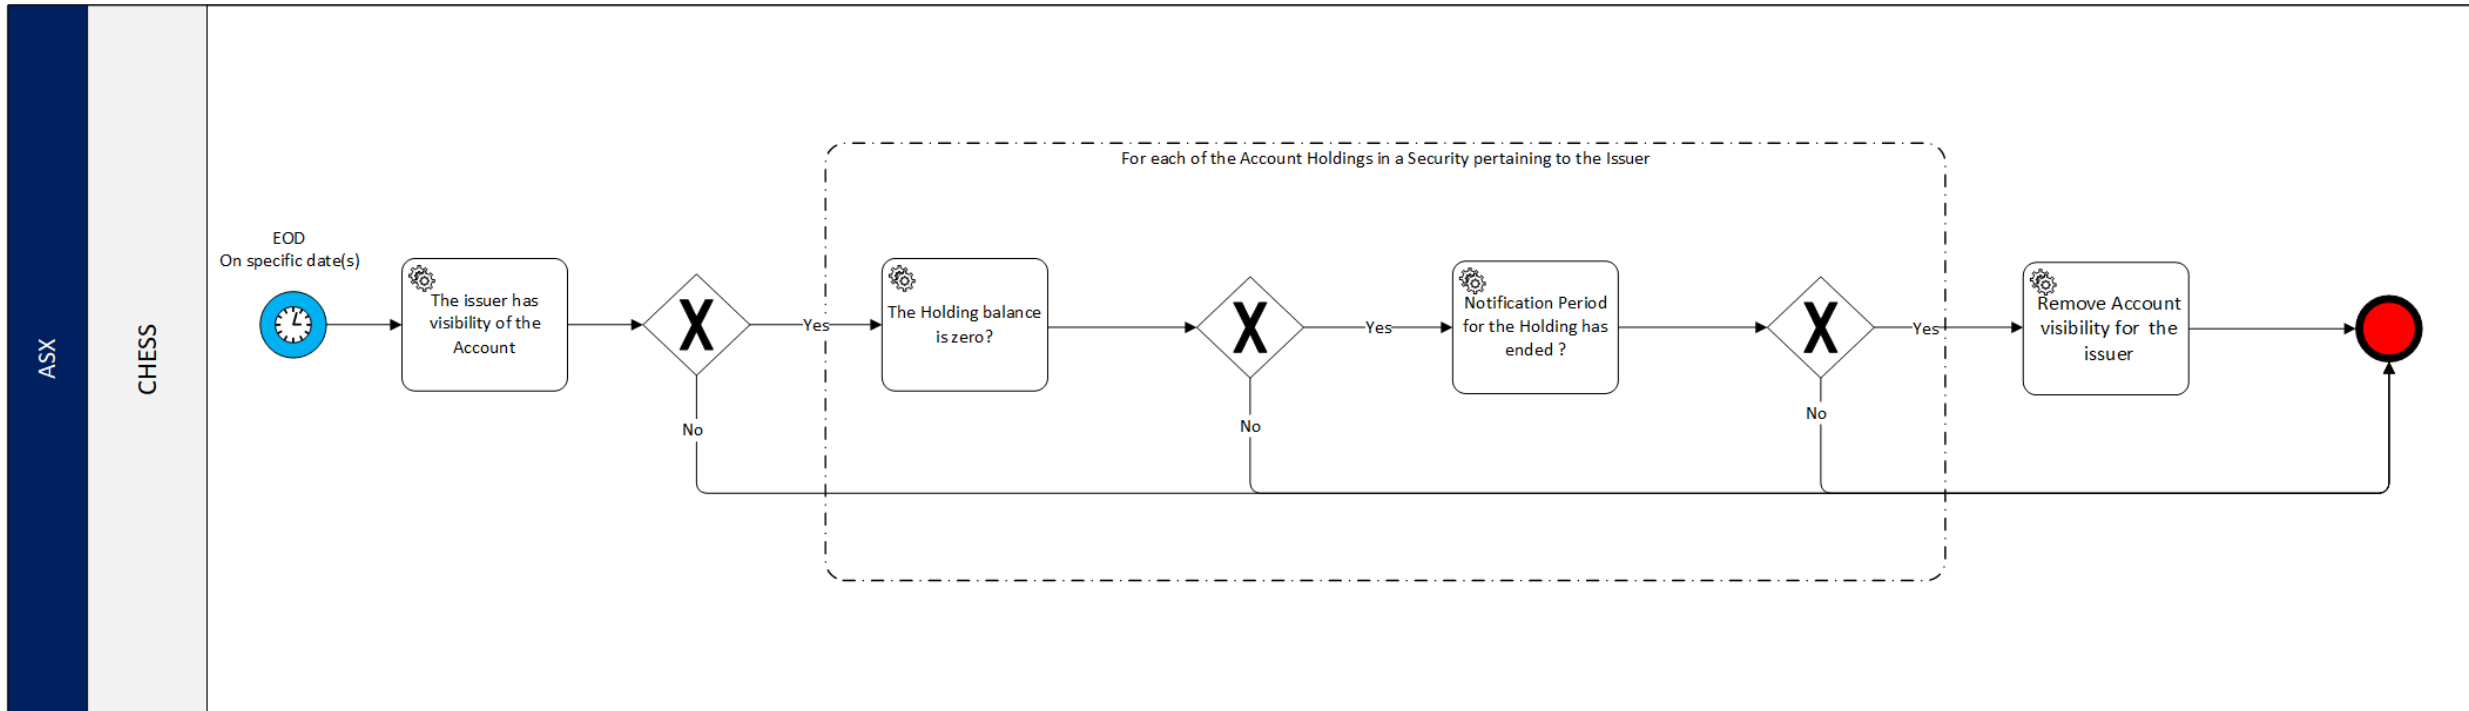 ASX
CHESS
EOD
On specific date(s)
The issuer has
visibility of the
Account
X
Yes
No
For each of the Account Holdings in a Security pertaining to the Issuer
The Holding balance
is zero?
X
Yes
No
Notification Period
for the Holding has
ended ?
X
Yes
No
Remove Account
visibility for the
issuer